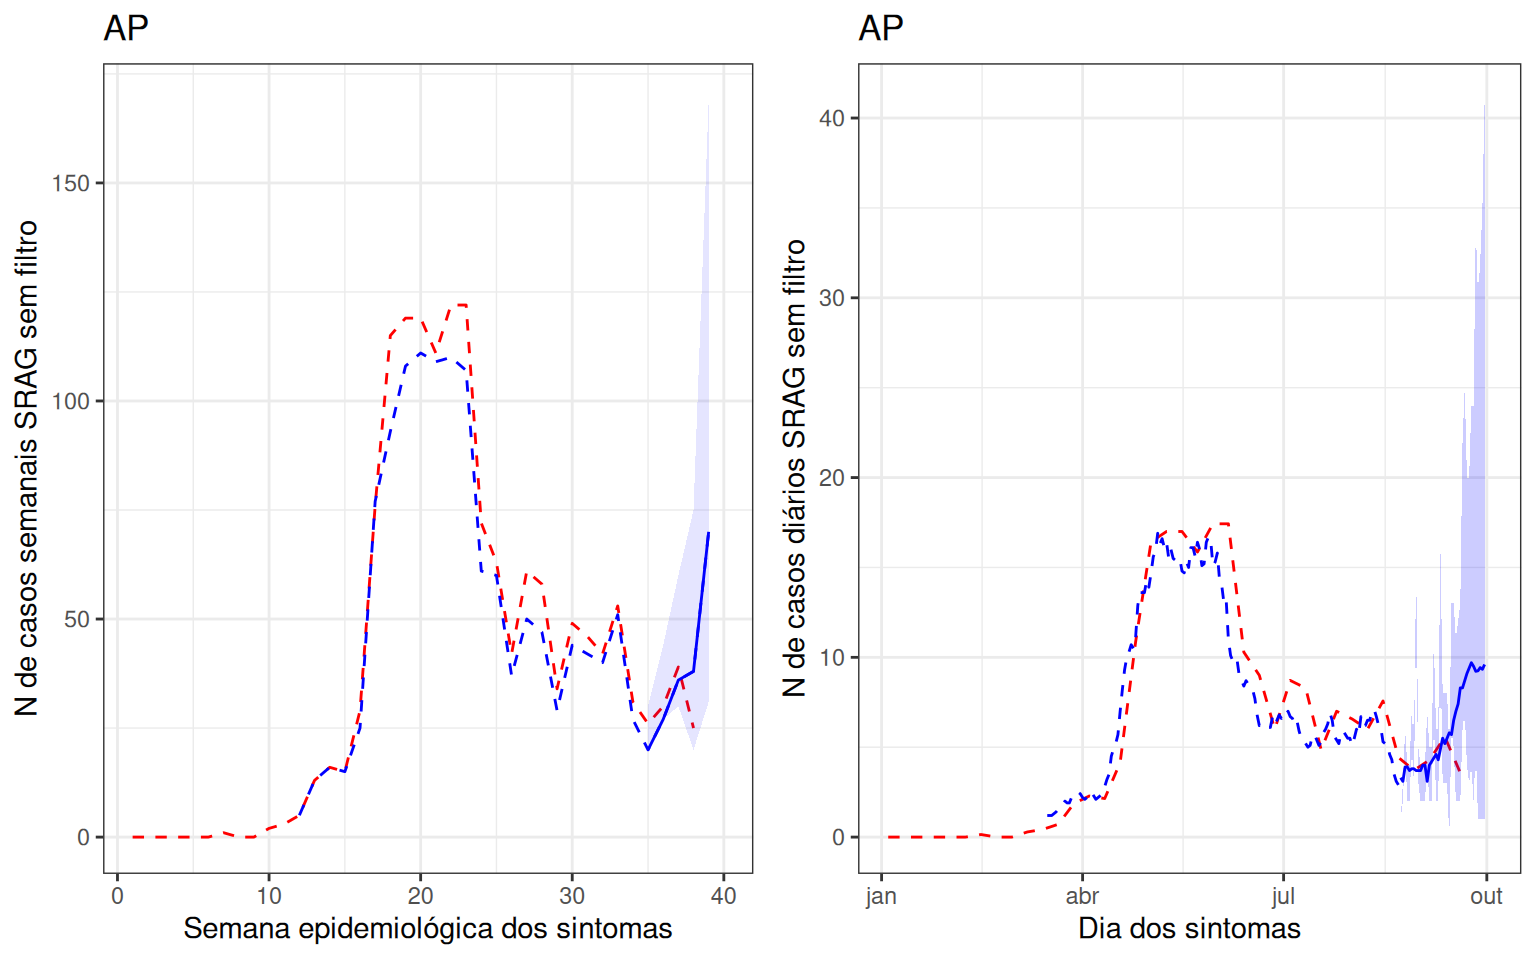 AP
N de casos semanais SRAG sem filtro
150
100
50
0
0 10 20 30 40
Semana epidemiológica dos sintomas
AP
N de casos diários SRAG sem filtro
40
30
20
10
0
jan abr jul out
Dia dos sintomas